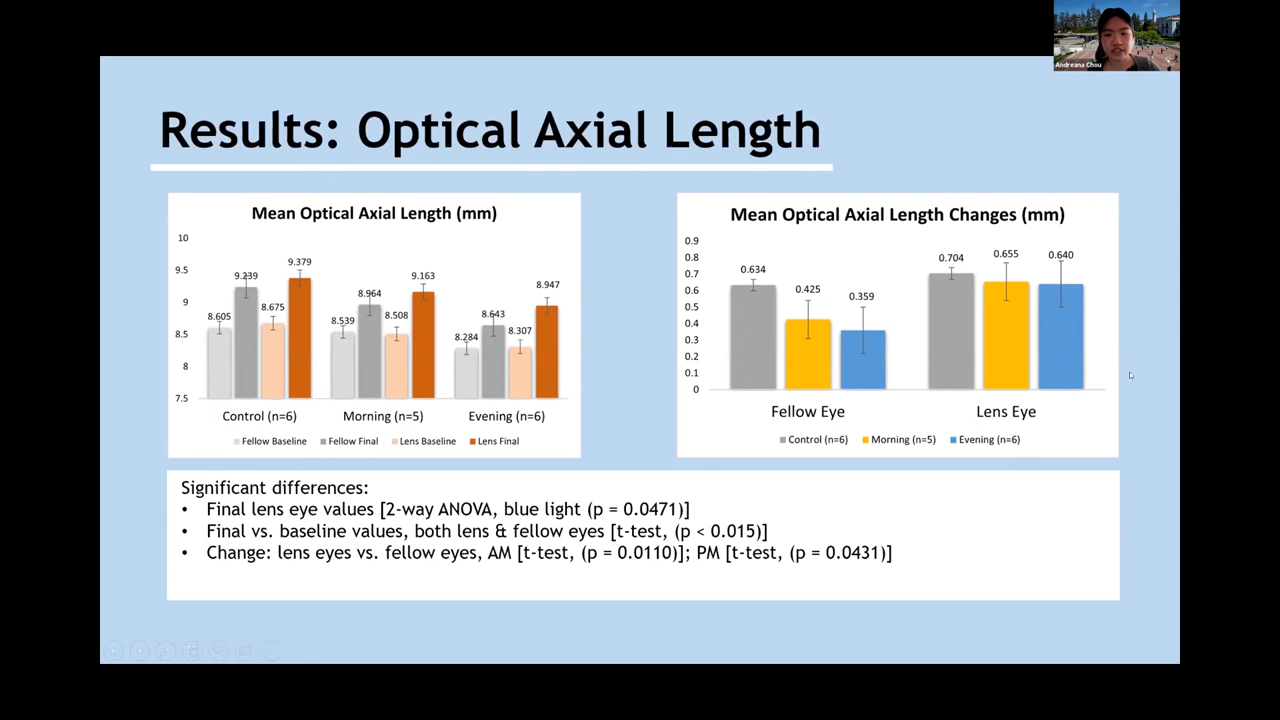 Andreana Chou
Results: Optical Axial Length
Mean Optical Axial Length (mm)
10
9.5
9
8.5
8
7.5
8.605
9.239
8.675
9.379
8.539
8.964
8.508
9.163
8.284
8.643
8.307
8.947
Control (n=6)
Morning (n=5)
Evening (n=6)
Fellow Baseline
Fellow Final
Lens Baseline
Lens Final
Mean Optical Axial Length Changes (mm)
0.9
0.8
0.7
0.6
0.5
0.4
0.3
0.2
0.1
0
0.634
0.425
0.359
0.704
0.655
0.640
Fellow Eye
Lens Eye
Control (n=6)
Morning (n=5)
Evening (n=6)
Significant differences:
• Final lens eye values [2-way ANOVA, blue light (p = 0.0471)]
• Final vs. baseline values, both lens & fellow eyes [t-test, (p < 0.015)]
• Change: lens eyes vs. fellow eyes, AM [t-test, (p = 0.0110)]; PM [t-test, (p = 0.0431)]